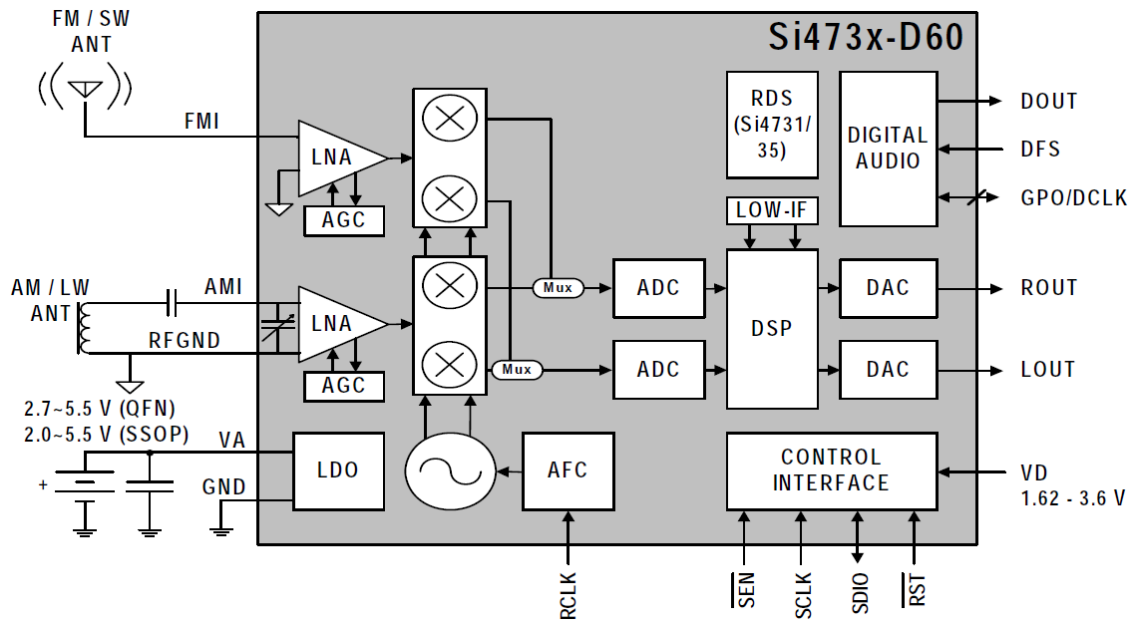 FM / SW
ANT
Si473x-D60
FMI
LNA
AGC
RDS
(Si4731/
35)
DIGITAL
AUDIO
DOUT
DFS
GPO/DCLK
LOW-IF
AM / LW
ANT
AMI
RFGND
LNA
AGC
Mux
Mux
ADC
ADC
DSP
DAC
DAC
ROUT
LOUT
2.7~5.5 V (QFN)
2.0~5.5 V (SSOP)
VA
+
GND
LDO
AFC
CONTROL
INTERFACE
VD
1.62 - 3.6 V
RCLK
SEN
SCLK
SDIO
RST